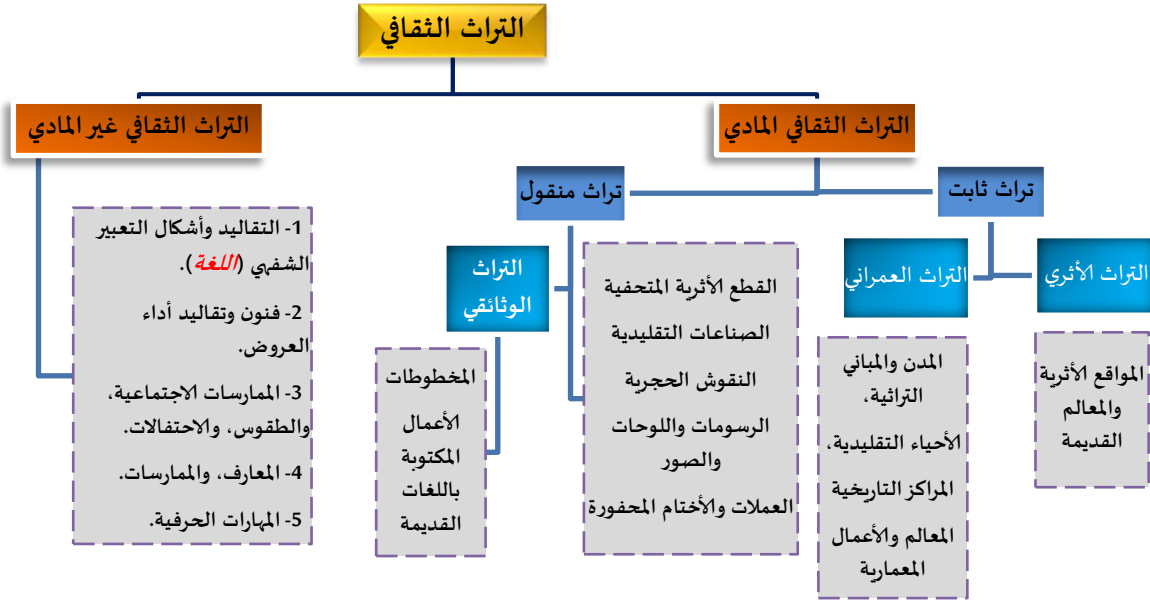 التراث الثقافي
التراث الثقافي المادي
التراث الثقافي غير المادي
تراث ثابت
تراث منقول
التراث الأثري
التراث العمراني
التراث
الوثائقي
المواقع الأثرية
والمعالم
القديمة
المدن والمباني
التراثية،
الأحياء التقليدية،
المراكز التاريخية
المعالم والأعمال
المعمارية
القطع الأثرية المتحفية
الصناعات التقليدية
النقوش الحجرية
الرسومات واللوحات
والصور
العملات والأختام المحفورة
المخطوطات
الأعمال
المكتوبة
باللغات
القديمة
1- التقاليد وأشكال التعبير
الشفهي (اللغة).
2- فنون وتقاليد أداء
العروض.
3- الممارسات الاجتماعية،
والطقوس، والاحتفالات.
4- المعارف، والممارسات.
5- المهارات الحرفية.